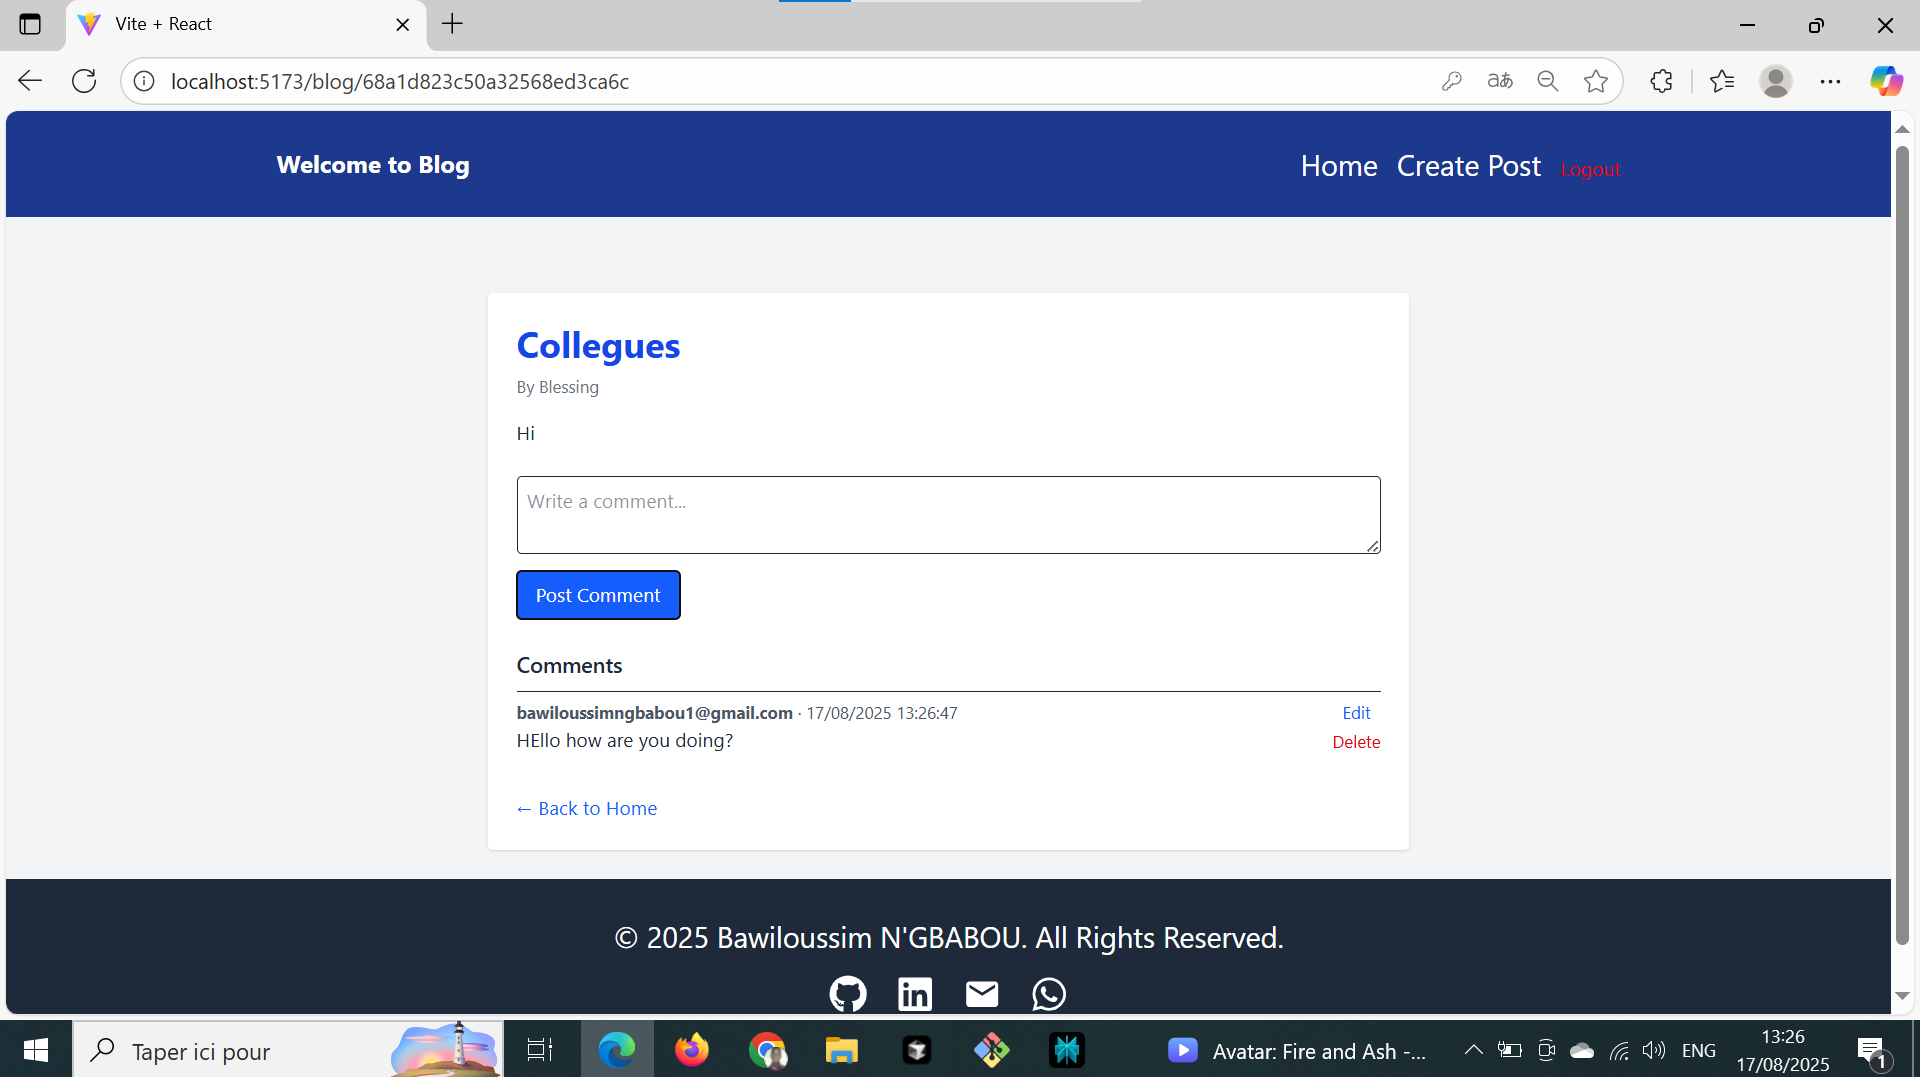 Vite + React
localhost:5173/blog/68a1d823c50a32568ed3ca6c
aあ
Welcome to Blog
Home Create Post Logout
Collegues
By Blessing
Hi
Write a comment...
Post Comment
Comments
bawiloussimngbabou1@gmail.com · 17/08/2025 13:26:47
Edit
HEllo how are you doing?
Delete
← Back to Home
© 2025 Bawiloussim N'GBABOU. All Rights Reserved.
in
Taper ici pour
Avatar: Fire and Ash -...
ENG
13:26
17/08/2025
1